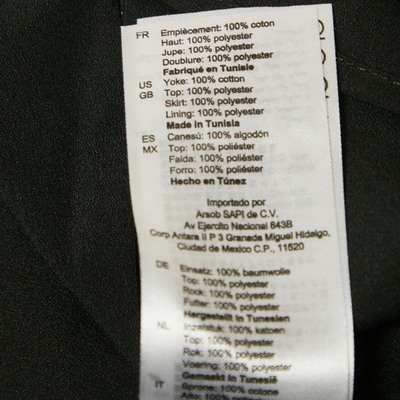 FR Emplècement: 100% coton
Haut: 100% polyester
Jupe: 100% polyester
Doublure: 100% polyester
Fabriqué en Tunisie
US Yoke: 100% cotton
GB Top: 100% polyester
Skirt: 100% polyester
Lining: 100% polyester
Made in Tunisia
ES Canesú: 100% algodón
MX Top: 100% poliéster
Falda: 100% poliéster
Forro: 100% poliéster
Hecho en Túnez
Importado por
Arsob SAPI de C.V.
Av Ejercito Nacional 843B
Corp Antara II P 3 Granada Miguel Hidalgo,
Ciudad de Mexico C.P., 11520
DE Einsatz: 100% baumwolle
Top: 100% polyester
Rock: 100% polyester
Futter: 100% polyester
Hergestellt in Tunesien
NL Inzetstuk: 100% katoen
Top: 100% polyester
Rok: 100% polyester
Voering: 100% polyester
Gemaakt in Tunesië
IT Sprone: 100% cotone
Alto: 100%